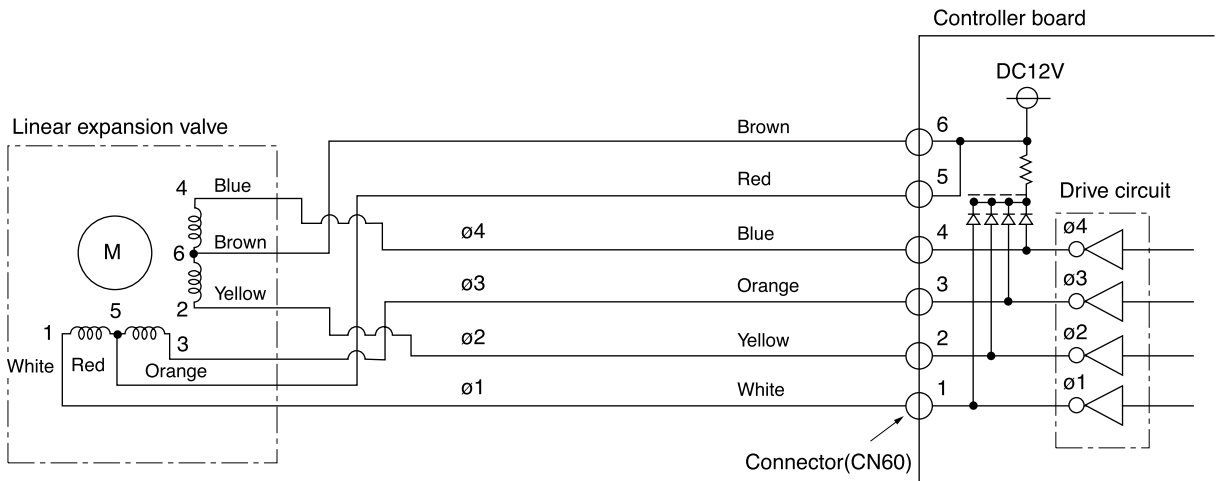 Controller board
DC12V
Linear expansion valve
Brown
6
Red
5
Drive circuit
4
Blue
ø4
Blue
4
ø4
M
6
Brown
ø3
Orange
3
ø3
2
Yellow
5
1
3
ø2
Yellow
2
ø2
White
Red
Orange
ø1
White
1
ø1
Connector(CN60)